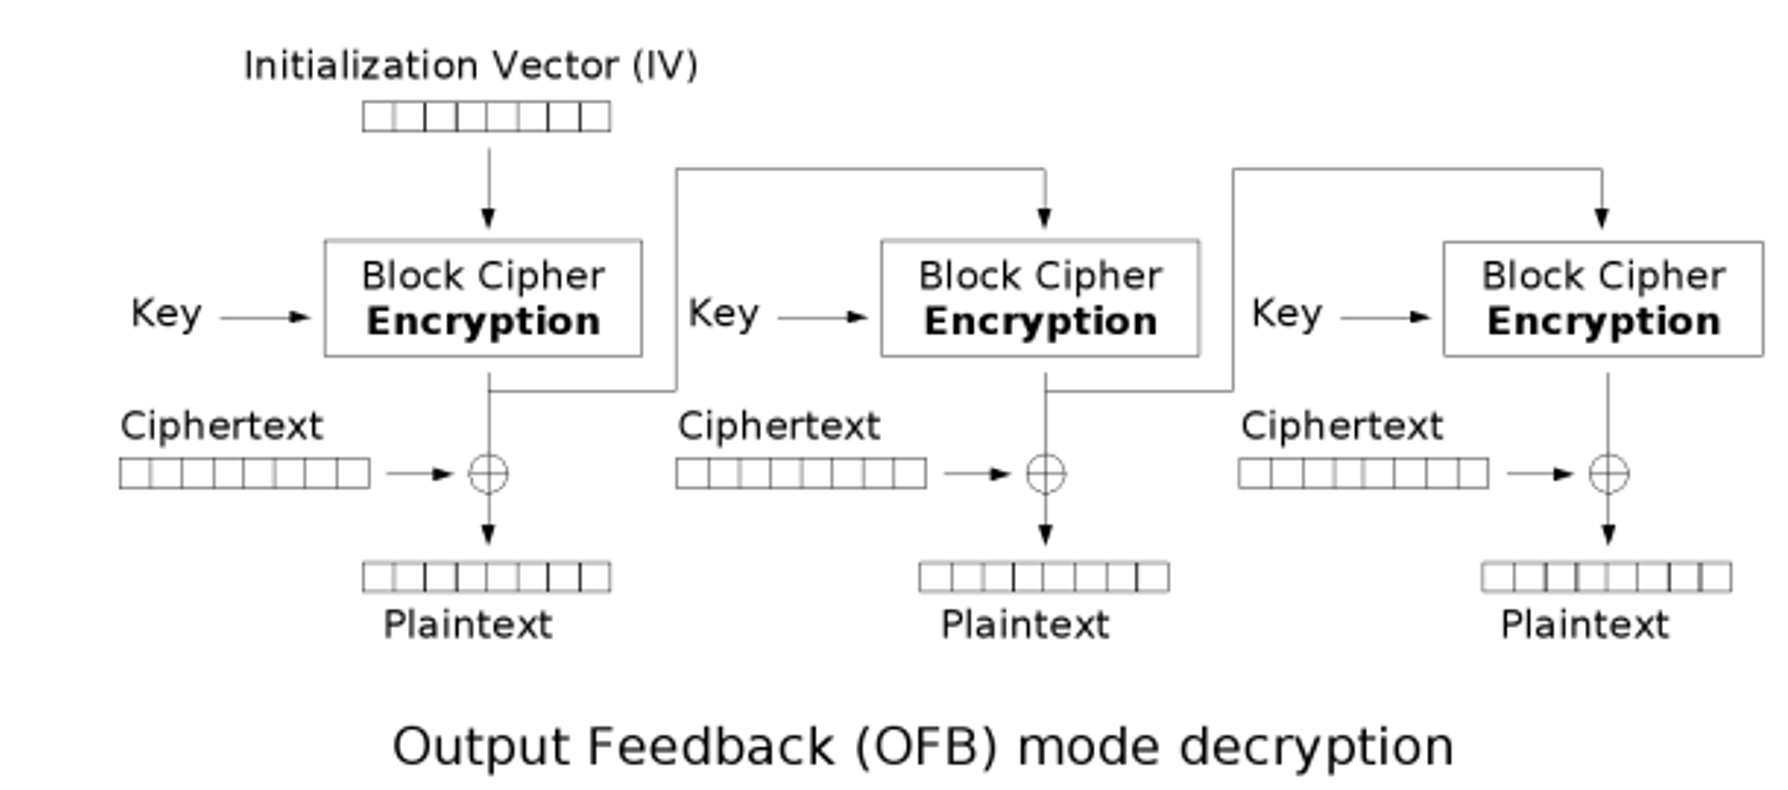 Initialization Vector (IV)
Block Cipher
Encryption
Key
Block Cipher
Encryption
Key
Block Cipher
Encryption
Key
Ciphertext
Ciphertext
Ciphertext
Plaintext
Plaintext
Plaintext
Output Feedback (OFB) mode decryption